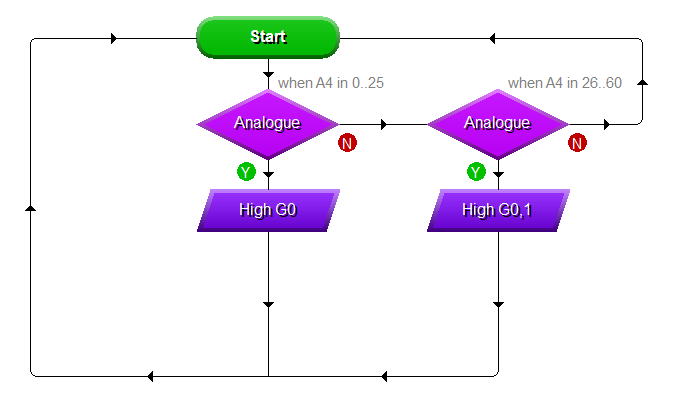 Start
when A4 in 0..25
when A4 in 26..60
Analogue
Analogue
N
N
Y
Y
High G0
High G0,1